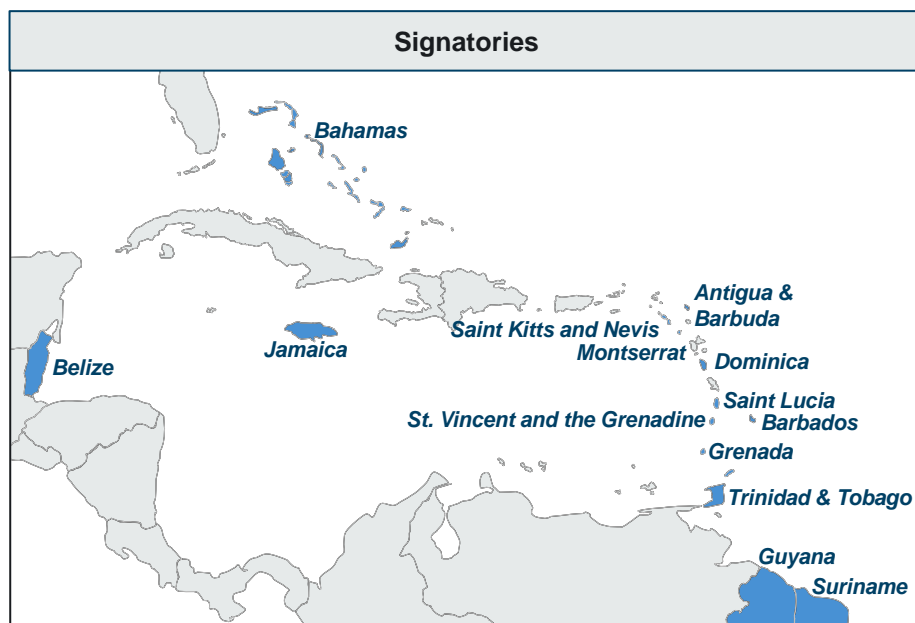 Signatories
Bahamas
Antigua &
Barbuda
Saint Kitts and Nevis
Montserrat
Jamaica
Belize
Dominica
Saint Lucia
St. Vincent and the Grenadine
Barbados
Grenada
Trinidad & Tobago
Guyana
Suriname